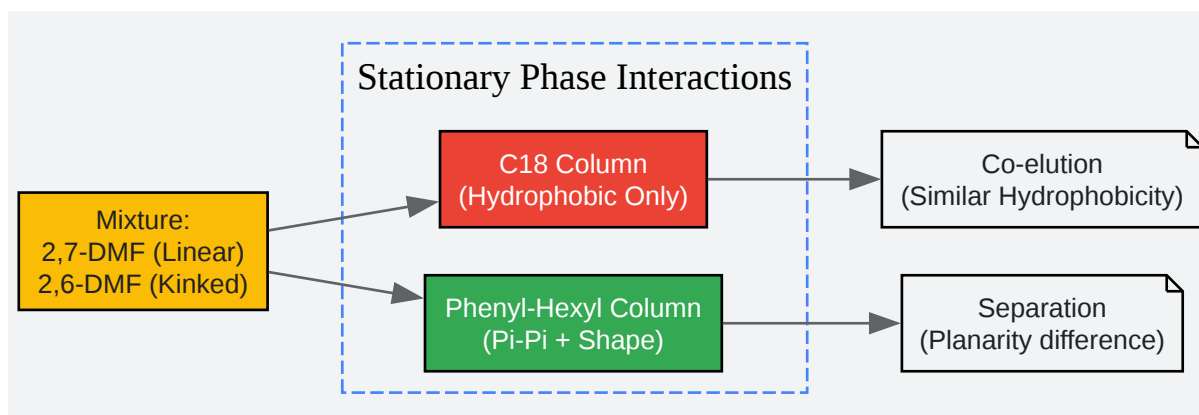 Stationary Phase Interactions
Mixture:
2,7-DMF (Linear)
2,6-DMF (Kinked)
C18 Column
(Hydrophobic Only)
Co-elution
(Similar Hydrophobicity)
Phenyl-Hexyl Column
(Pi-Pi + Shape)
Separation
(Planarity difference)